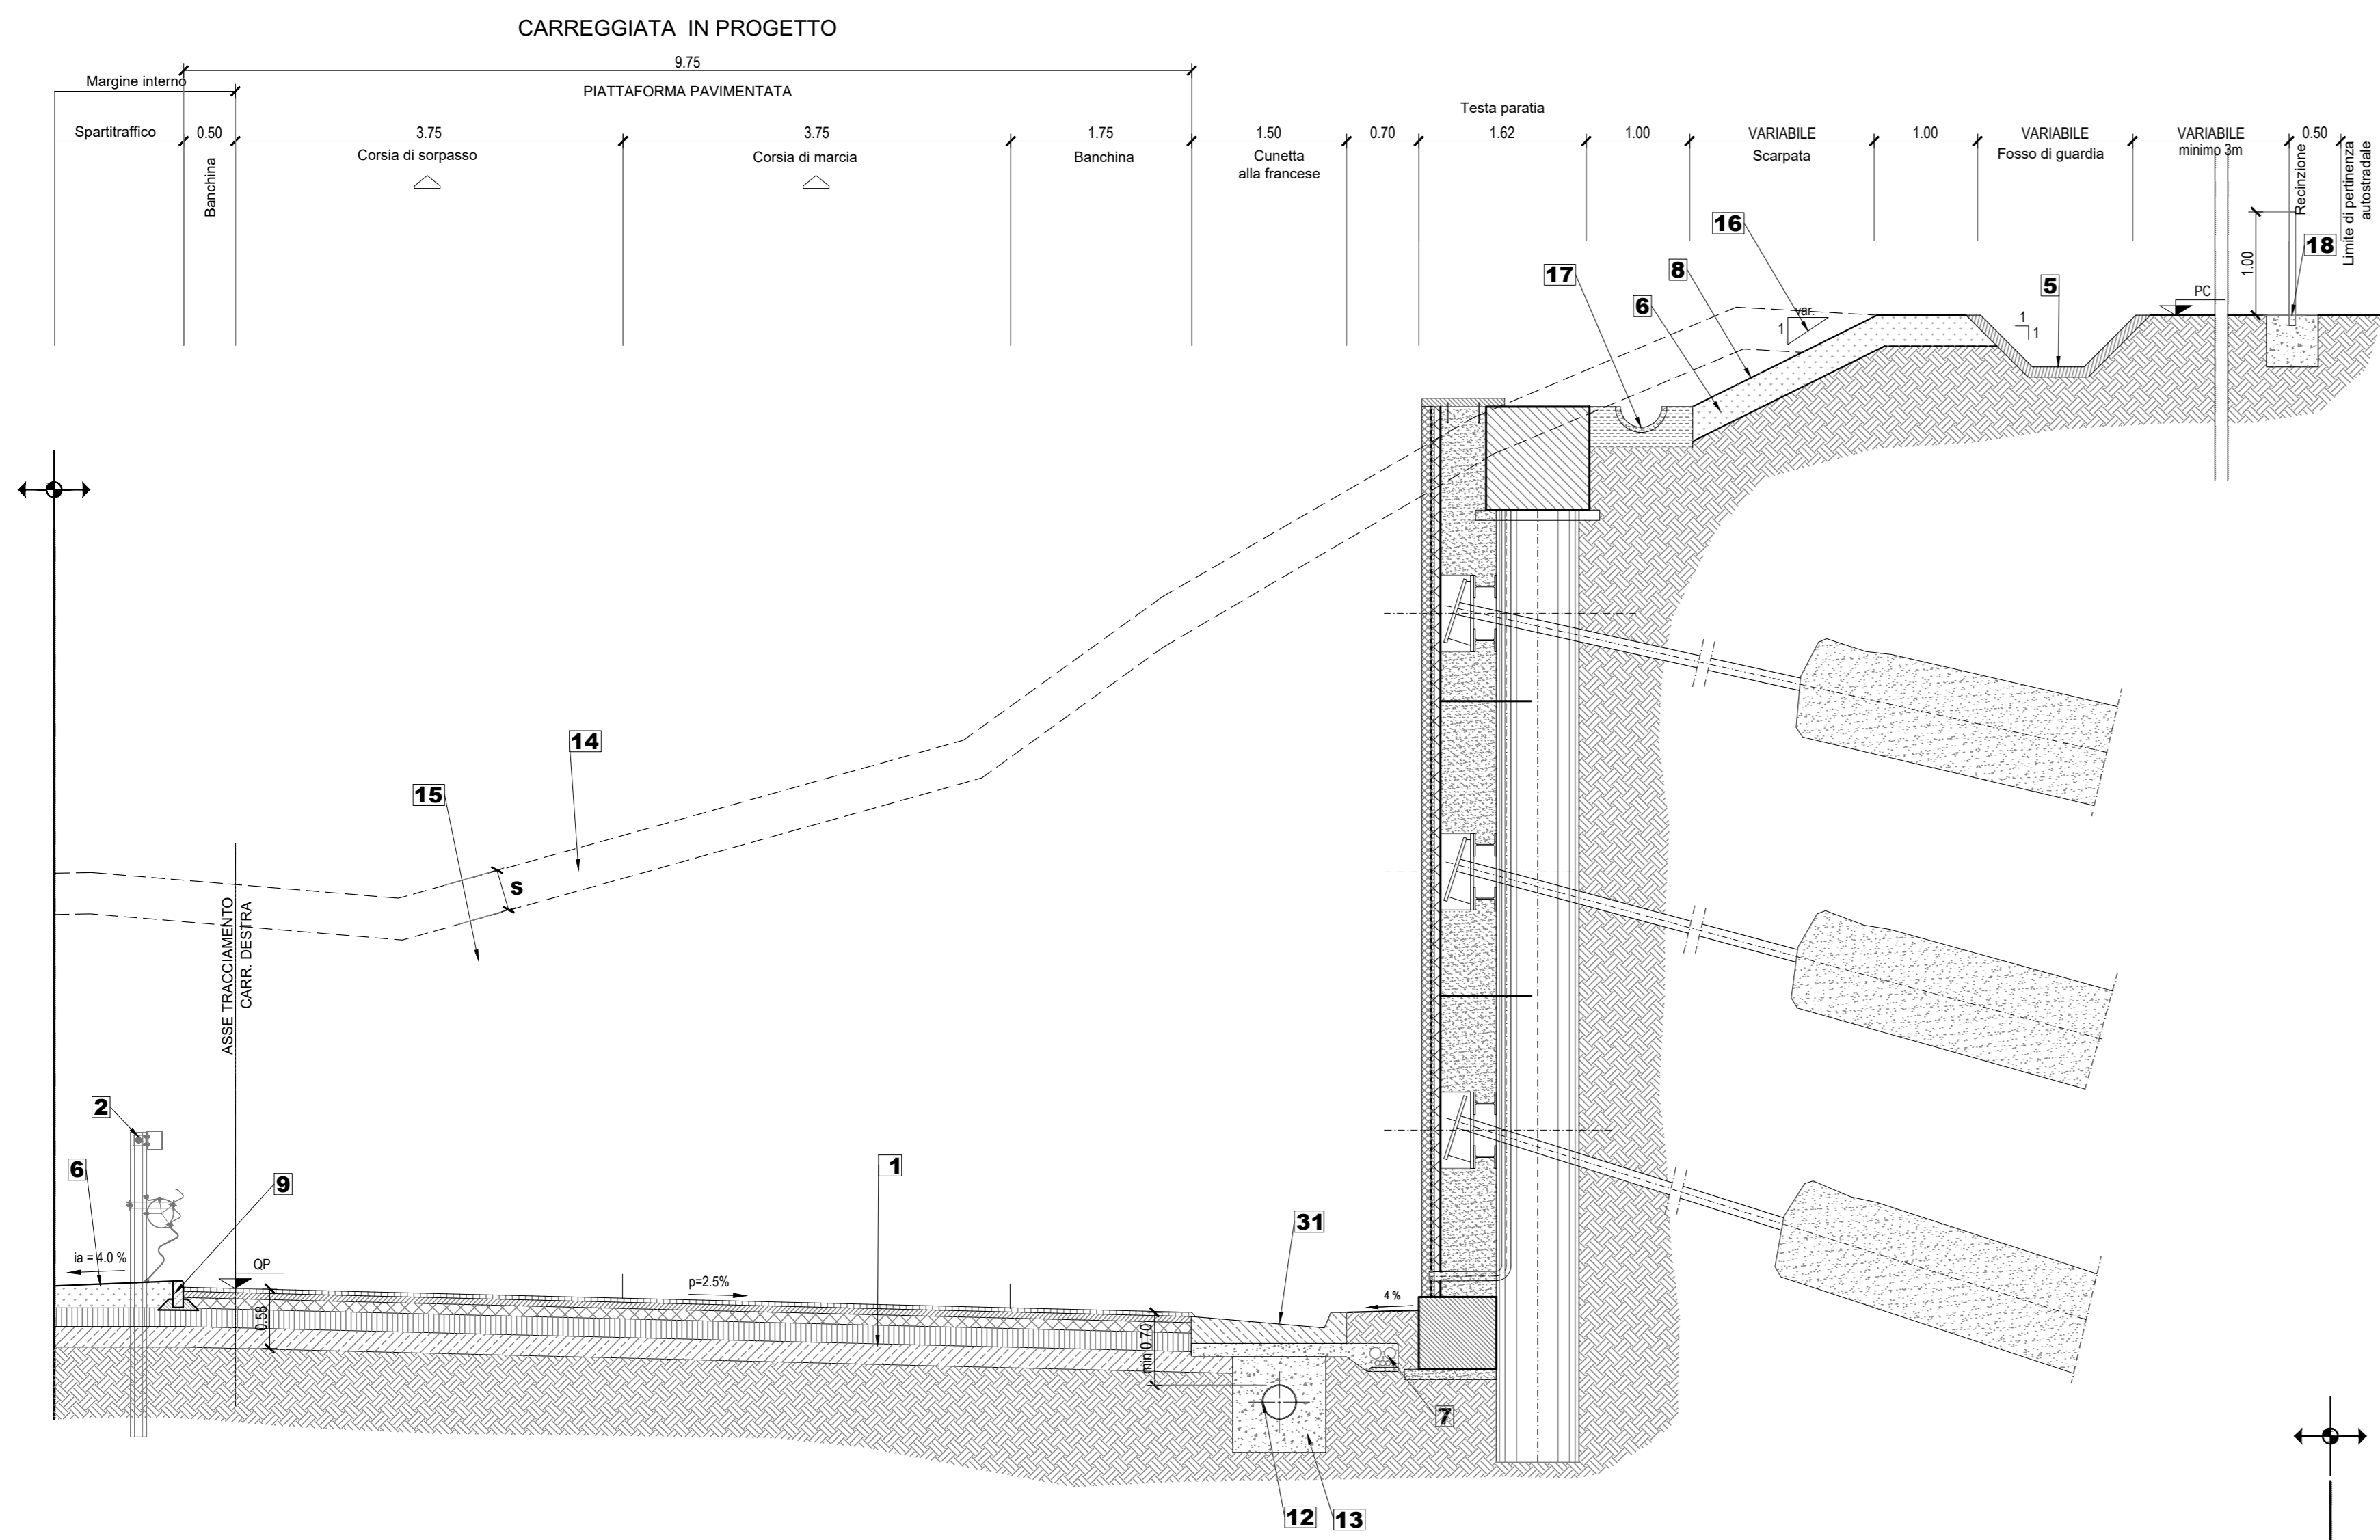 CARREGGIATA  IN PROGETTO
9.75
Margine interno
PIATTAFORMA PAVIMENTATA
Testa paratia
Spartitraffico
0.50
3.75
3.75
1.75
1.50
0.70
1.62
1.00
VARIABILE
1.00
VARIABILE
VARIABILE
minimo 3m
0.50
Banchina
Corsia di sorpasso
Corsia di marcia
Banchina
Cunetta
alla francese
Scarpata
Fosso di guardia
Recinzione
Limite di pertinenza
autostradale
16
17
8
6
5
18
1.00
PC
var.
1
1
1
14
15
S
ASSE TRACCIAMENTO
CARR. DESTRA
2
6
9
1
31
ia = 4.0 %
QP
p=2.5%
4 %
0.58
min 0.70
7
12
13